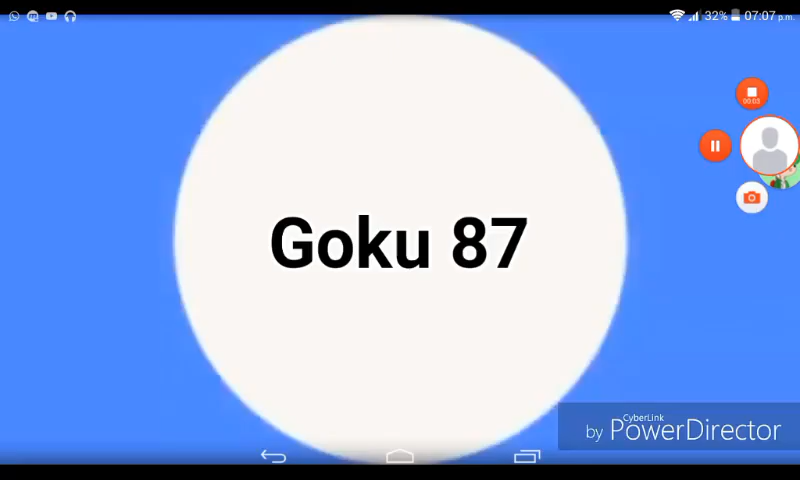 32% 07:07 p.m.
00:03
Goku 87
CyberLink
by PowerDirector